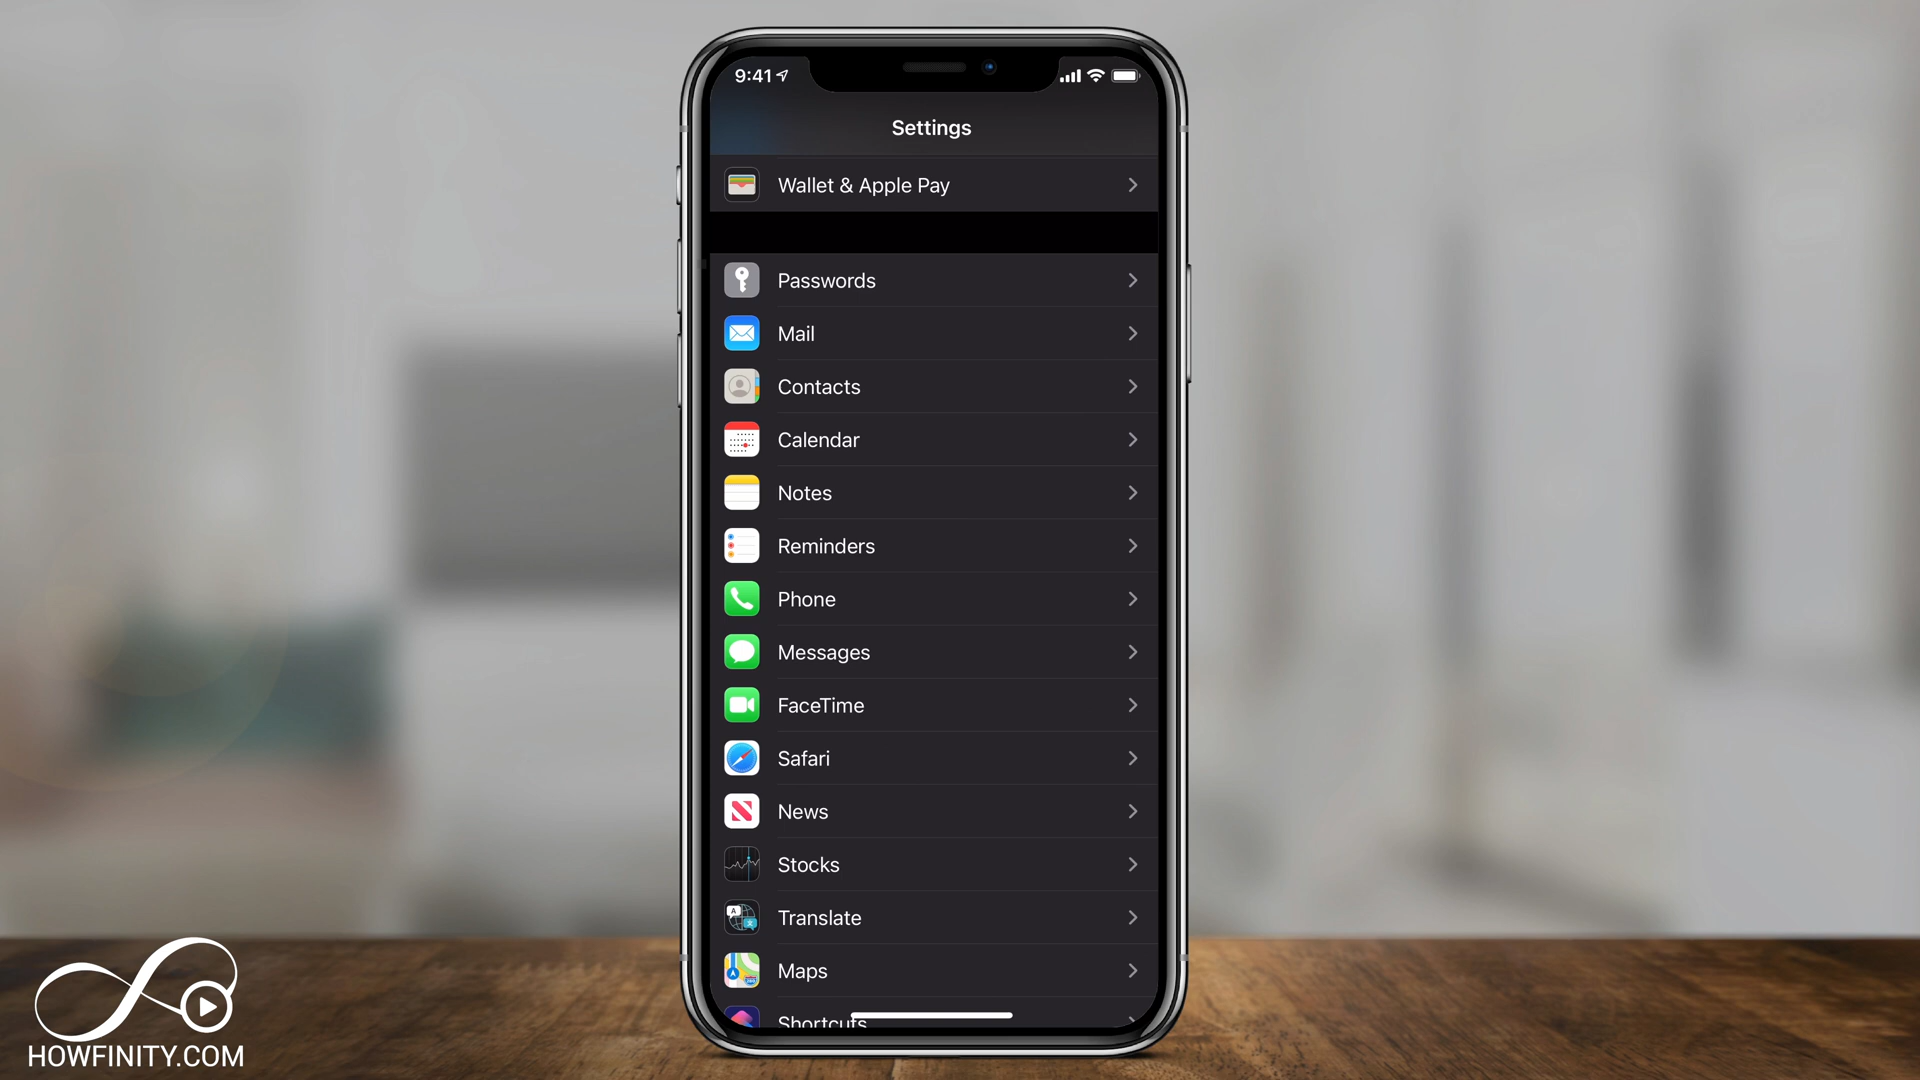 9:41
Settings
Wallet & Apple Pay
Passwords
Mail
Contacts
Calendar
Notes
Reminders
Phone
Messages
FaceTime
Safari
News
Stocks
Translate
Maps
Shortcuts
HOWFINITY.COM